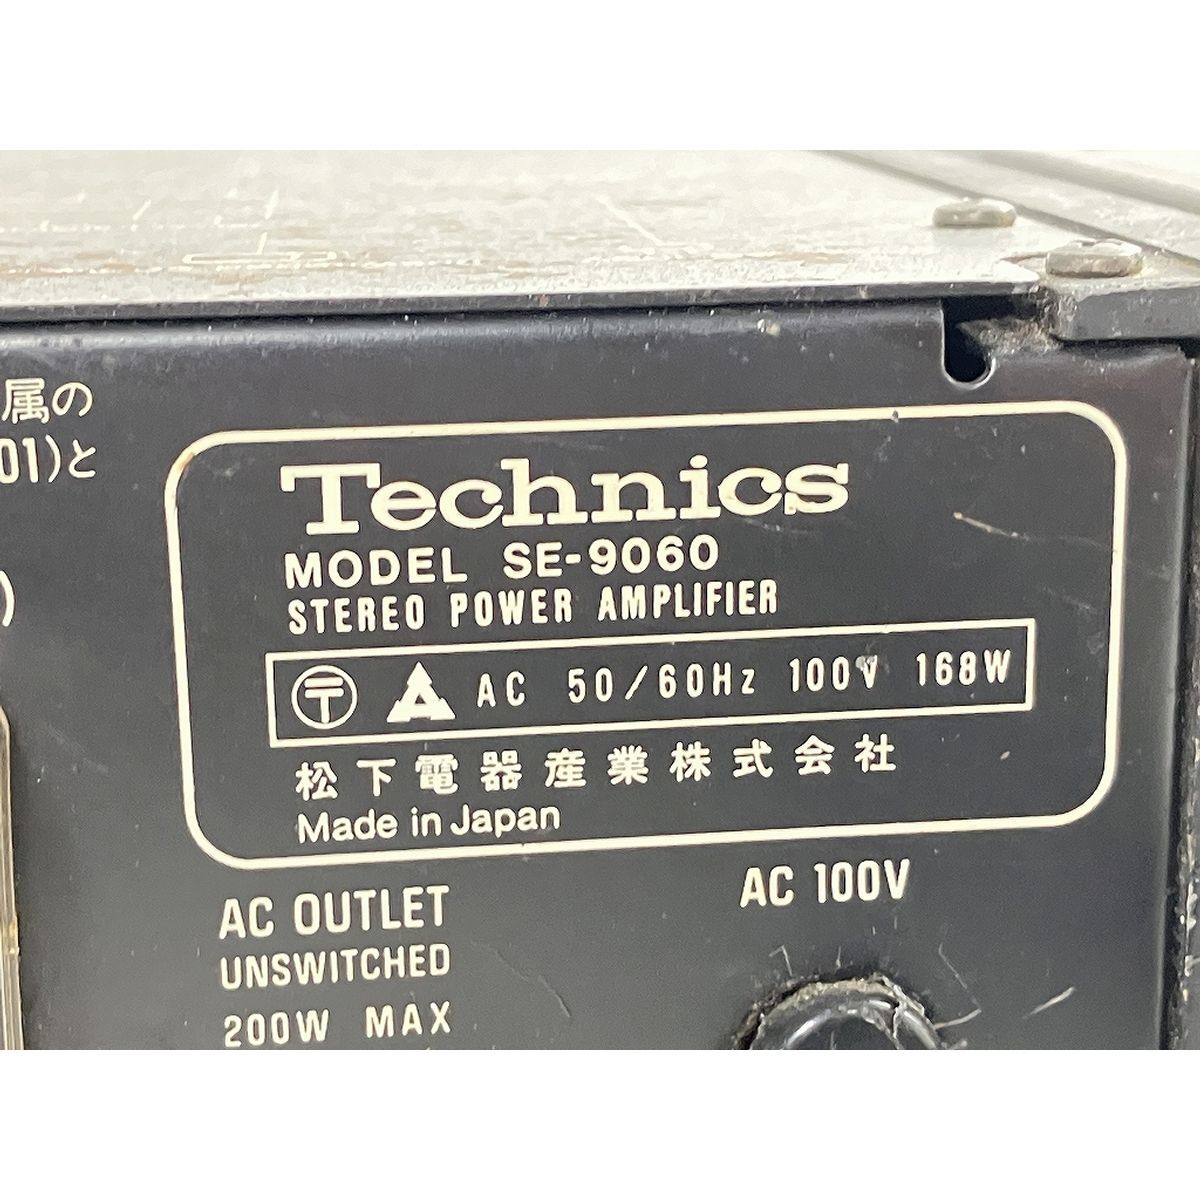 属の
01)と
)
Technics
MODEL SE-9060
STEREO POWER AMPLIFIER
〒 A AC 50/60Hz 100V 168W
松下電器産業株式会社
Made in Japan
AC OUTLET
UNSWITCHED
200W MAX
AC 100V